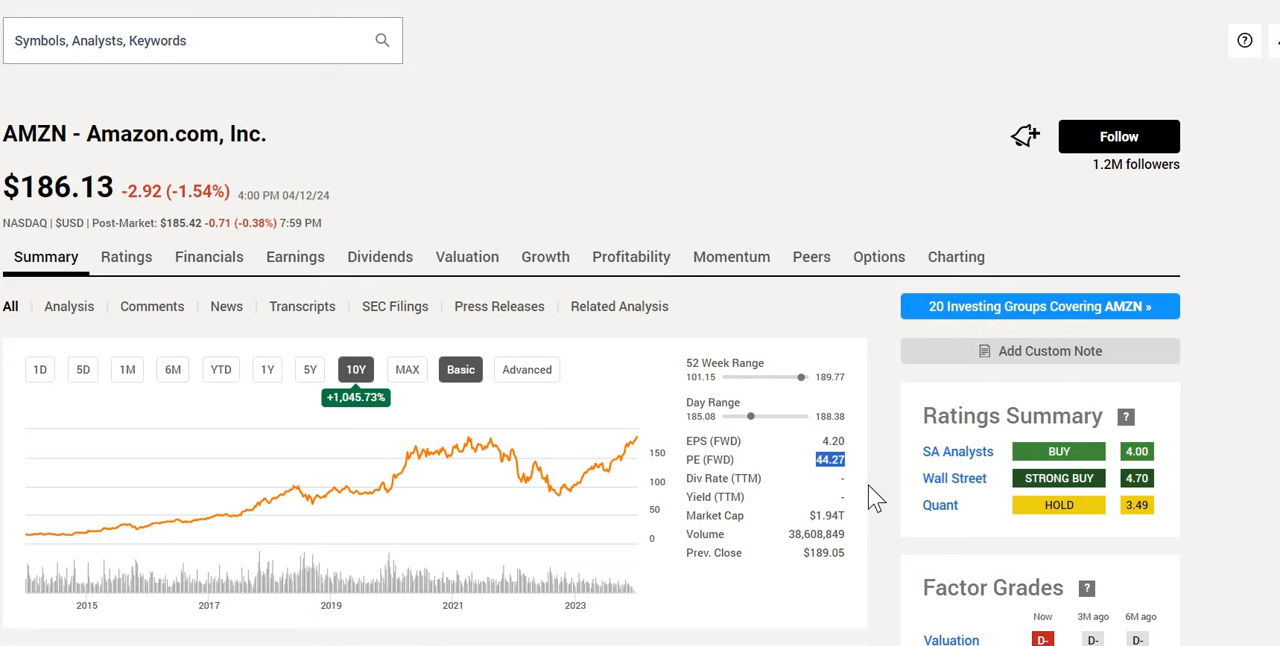 Symbols, Analysts, Keywords
AMZN - Amazon.com, Inc.
Follow
1.2M followers
$186.13 -2.92 (-1.54%) 4:00 PM 04/12/24
NASDAQ | $USD | Post-Market: $185.42 -0.71 (-0.38%) 7:59 PM
Summary Ratings Financials Earnings Dividends Valuation Growth Profitability Momentum Peers Options Charting
All | Analysis | Comments | News | Transcripts | SEC Filings | Press Releases | Related Analysis
20 Investing Groups Covering AMZN »
Add Custom Note
1D 5D 1M 6M YTD 1Y 5Y 10Y MAX Basic Advanced
+1,045.73%
150
100
50
0
2015 2017 2019 2021 2023
52 Week Range
101.15 189.77
Day Range
185.08 188.38
EPS (FWD) 4.20
PE (FWD) 44.27
Div Rate (TTM) -
Yield (TTM) -
Market Cap $1.94T
Volume 38,608,849
Prev. Close $189.05
Ratings Summary ?
SA Analysts BUY 4.00
Wall Street STRONG BUY 4.70
Quant HOLD 3.49
Factor Grades ?
Now 3M ago 6M ago
Valuation D- D- D-